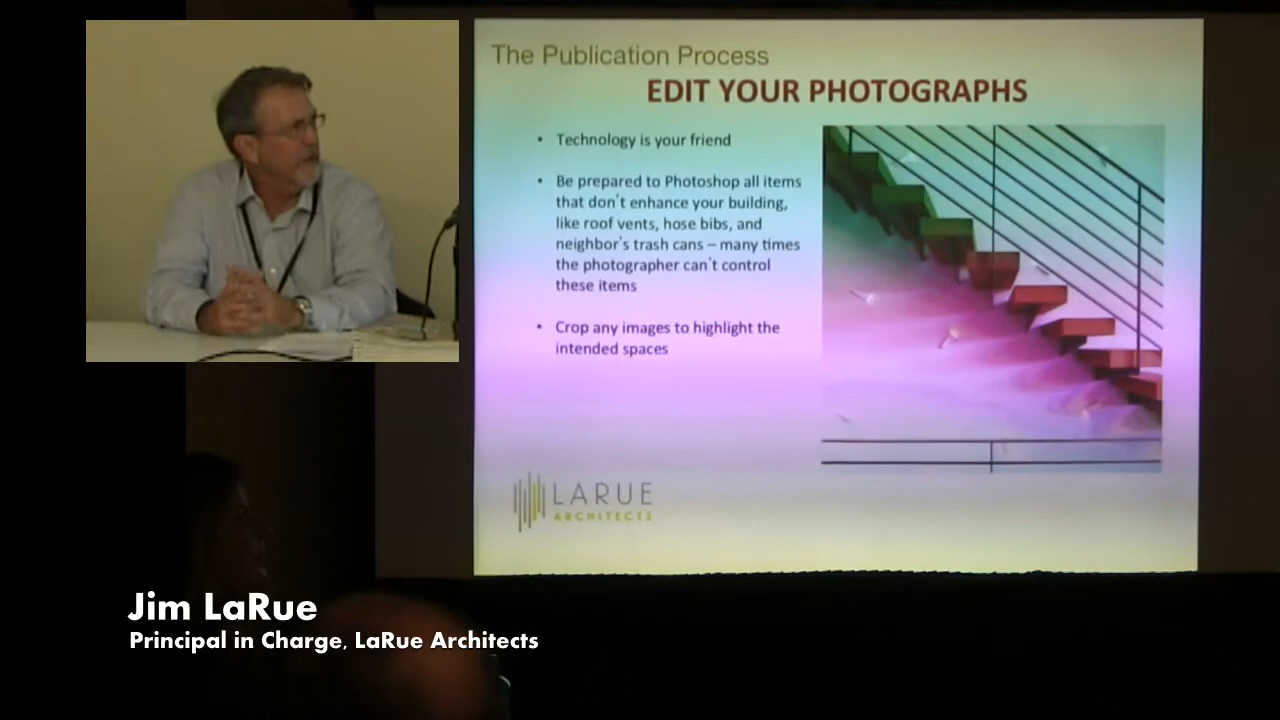 The Publication Process
EDIT YOUR PHOTOGRAPHS
• Technology is your friend
• Be prepared to Photoshop all items
that don't enhance your building,
like roof vents, hose bibs, and
neighbor's trash cans – many times
the photographer can't control
these items
• Crop any images to highlight the
intended spaces
LARUE
ARCHITECTS
Jim LaRue
Principal in Charge, LaRue Architects